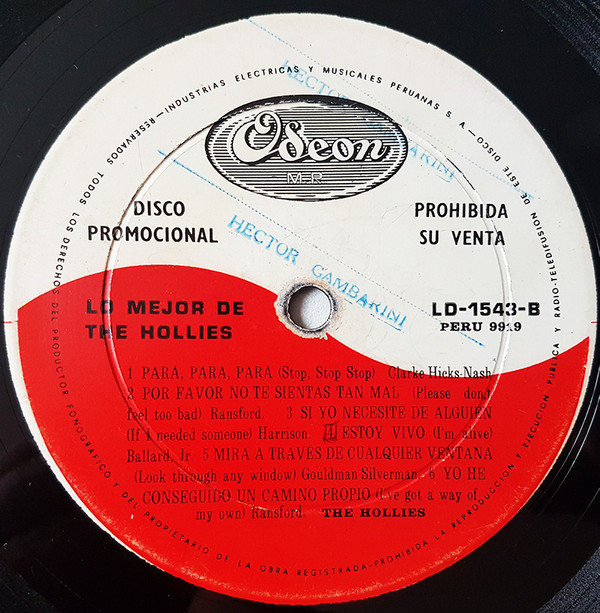 INDUSTRIAS ELECTRICAS Y MUSICALES PERUANAS S. A.—RESERVADOS TODOS LOS DERECHOS DEL PRODUCTOR FONOGRAFICO Y DEL PROPIETARIO DE LA OBRA REGISTRADA-PROHIBIDA LA REPRODUCCION Y EJECUCION PUBLICA Y RADIO-TELEDIFUSION DE ESTE DISCO—
HECTOR GAMBARINI
Odeon
M.R.
DISCO
PROMOCIONAL
PROHIBIDA
SU VENTA
HECTOR GAMBARINI
LO MEJOR DE
THE HOLLIES
LD-1543-B
PERU 9919
1 PARA, PARA, PARA (Stop, Stop Stop) Clarke-Hicks-Nash
2 POR FAVOR NO TE SIENTAS TAN MAL (Please don't
feel too bad) Ransford. 3 SI YO NECESITÉ DE ALGUIEN
(If I needed someone) Harrison. 4 ESTOY VIVO (I'm alive)
Ballard, Jr. 5 MIRA A TRAVES DE CUALQUIER VENTANA
(Look through any window) Gouldman Silverman. 6 YO HE
CONSEGUIDO UN CAMINO PROPIO (I've got a way of
my own) Ransford. THE HOLLIES